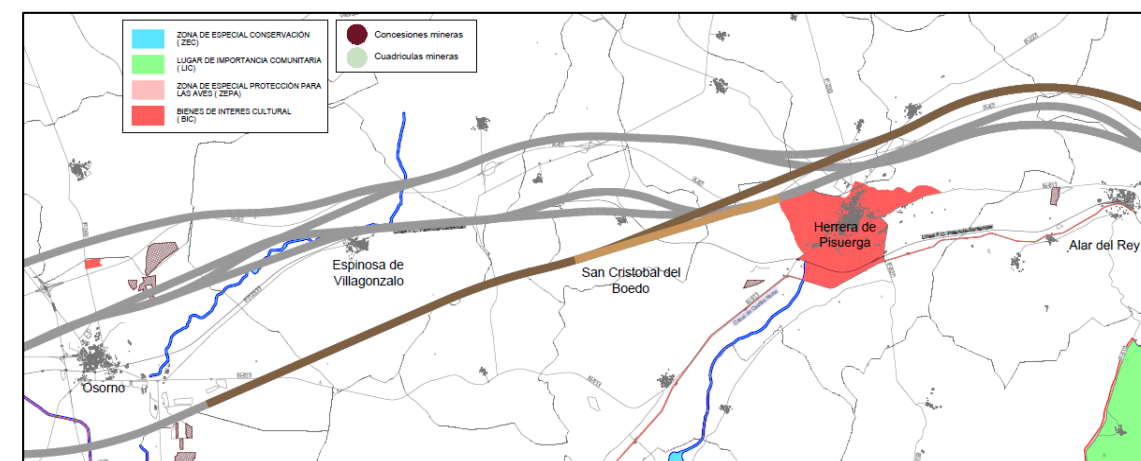 ZONA DE ESPECIAL CONSERVACIÓN
( ZEC)
LUGAR DE IMPORTANCIA COMUNITARIA
( LIC)
ZONA DE ESPECIAL PROTECCIÓN PARA
LAS AVES ( ZEPA)
BIENES DE INTERES CULTURAL
( BIC)
Concesiones mineras
Cuadrículas mineras
Herrera de
Pisuerga
Alar del Rey
Espinosa de
Villagonzalo
San Cristobal del
Boedo
Osorno
N-611